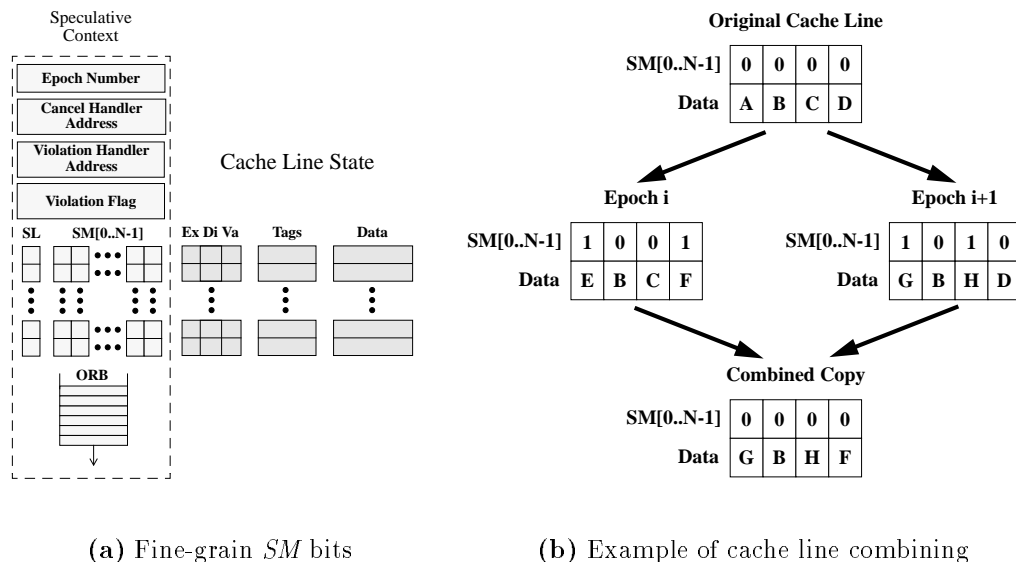 Speculative
Context
Epoch Number
Cancel Handler
Address
Violation Handler
Address
Violation Flag
Cache Line State
SL SM[0..N-1] Ex Di Va Tags Data
ORB
(a) Fine-grain SM bits
Original Cache Line
SM[0..N-1] 0 0 0 0
Data A B C D
Epoch i
SM[0..N-1] 1 0 0 1
Data E B C F
Epoch i+1
SM[0..N-1] 1 0 1 0
Data G B H D
Combined Copy
SM[0..N-1] 0 0 0 0
Data G B H F
(b) Example of cache line combining